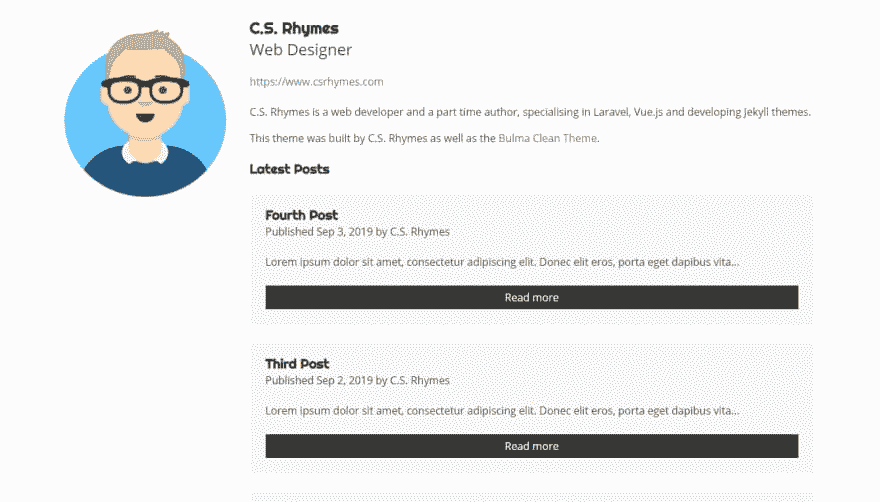 C.S. Rhymes
Web Designer
https://www.csrhymes.com
C.S. Rhymes is a web developer and a part time author, specialising in Laravel, Vue.js and developing Jekyll themes.
This theme was built by C.S. Rhymes as well as the Bulma Clean Theme.
Latest Posts
Fourth Post
Published Sep 3, 2019 by C.S. Rhymes
Lorem ipsum dolor sit amet, consectetur adipiscing elit. Donec elit eros, porta eget dapibus vita...
Read more
Third Post
Published Sep 2, 2019 by C.S. Rhymes
Lorem ipsum dolor sit amet, consectetur adipiscing elit. Donec elit eros, porta eget dapibus vita...
Read more